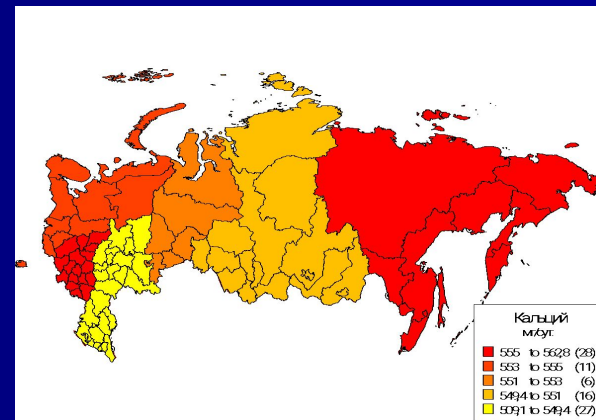 Кальций
мг/сут.
555 to 562,8 (28)
553 to 555 (11)
551 to 553 (6)
549,4 to 551 (16)
509,1 to 549,4 (27)